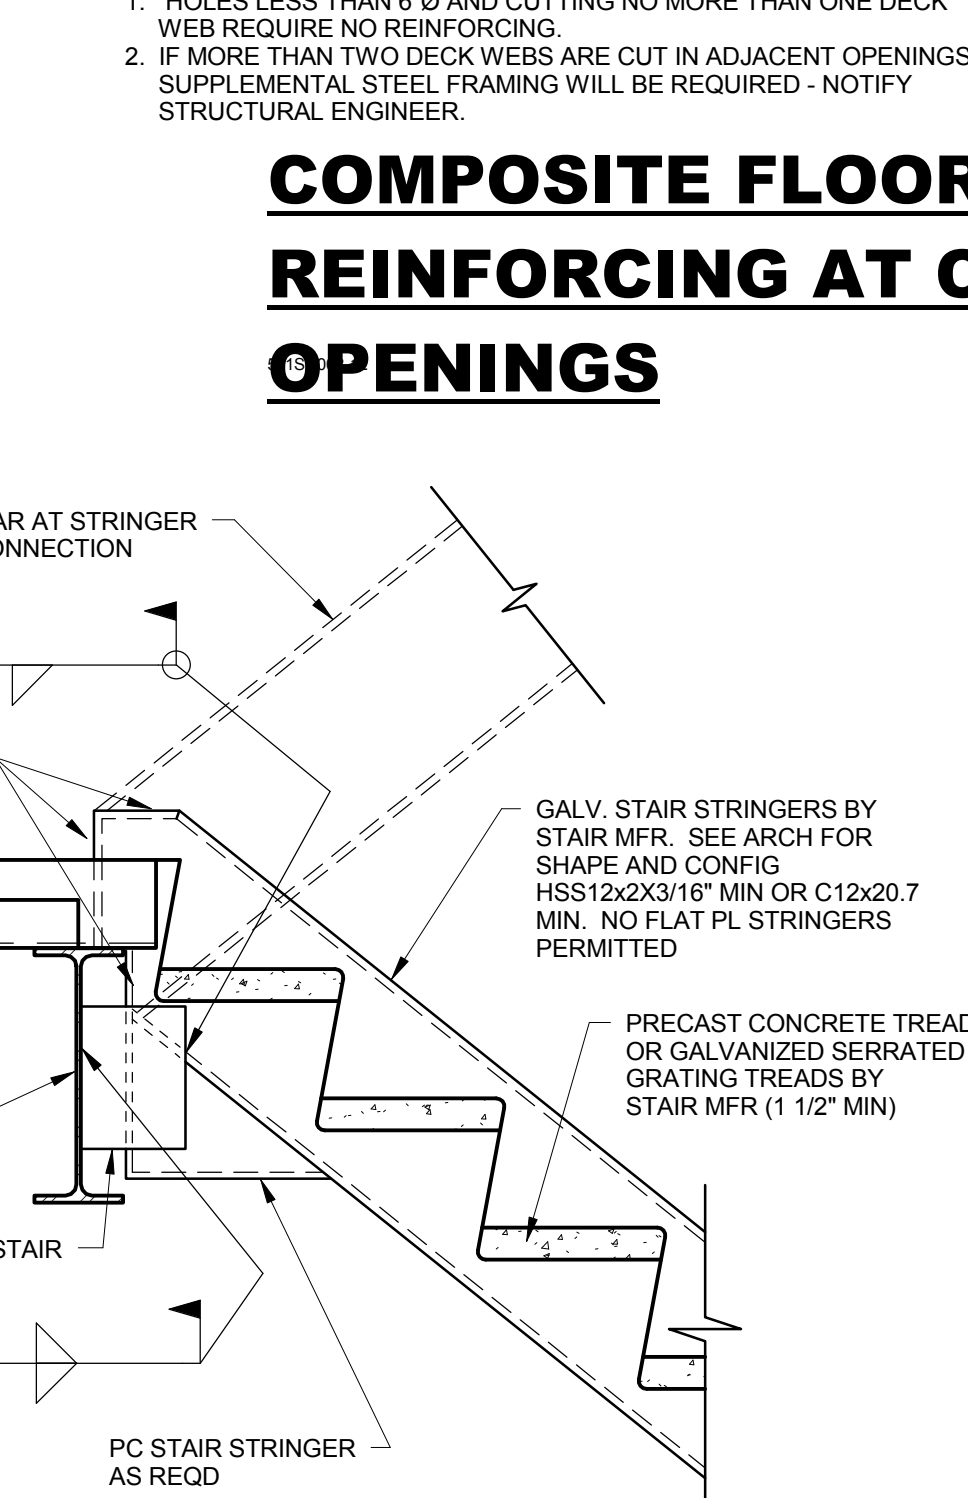 1. HOLES LESS THAN 6"Ø AND CUTTING NO MORE THAN ONE DECK
WEB REQUIRE NO REINFORCING.
2. IF MORE THAN TWO DECK WEBS ARE CUT IN ADJACENT OPENINGS
SUPPLEMENTAL STEEL FRAMING WILL BE REQUIRED - NOTIFY
STRUCTURAL ENGINEER.
COMPOSITE FLOOR
REINFORCING AT
OPENINGS
AR AT STRINGER
ONNECTION
GALV. STAIR STRINGERS BY
STAIR MFR. SEE ARCH FOR
SHAPE AND CONFIG
HSS12x2X3/16" MIN OR C12x20.7
MIN. NO FLAT PL STRINGERS
PERMITTED
PRECAST CONCRETE TREAD
OR GALVANIZED SERRATED
GRATING TREADS BY
STAIR MFR (1 1/2" MIN)
STAIR
PC STAIR STRINGER
AS REQD